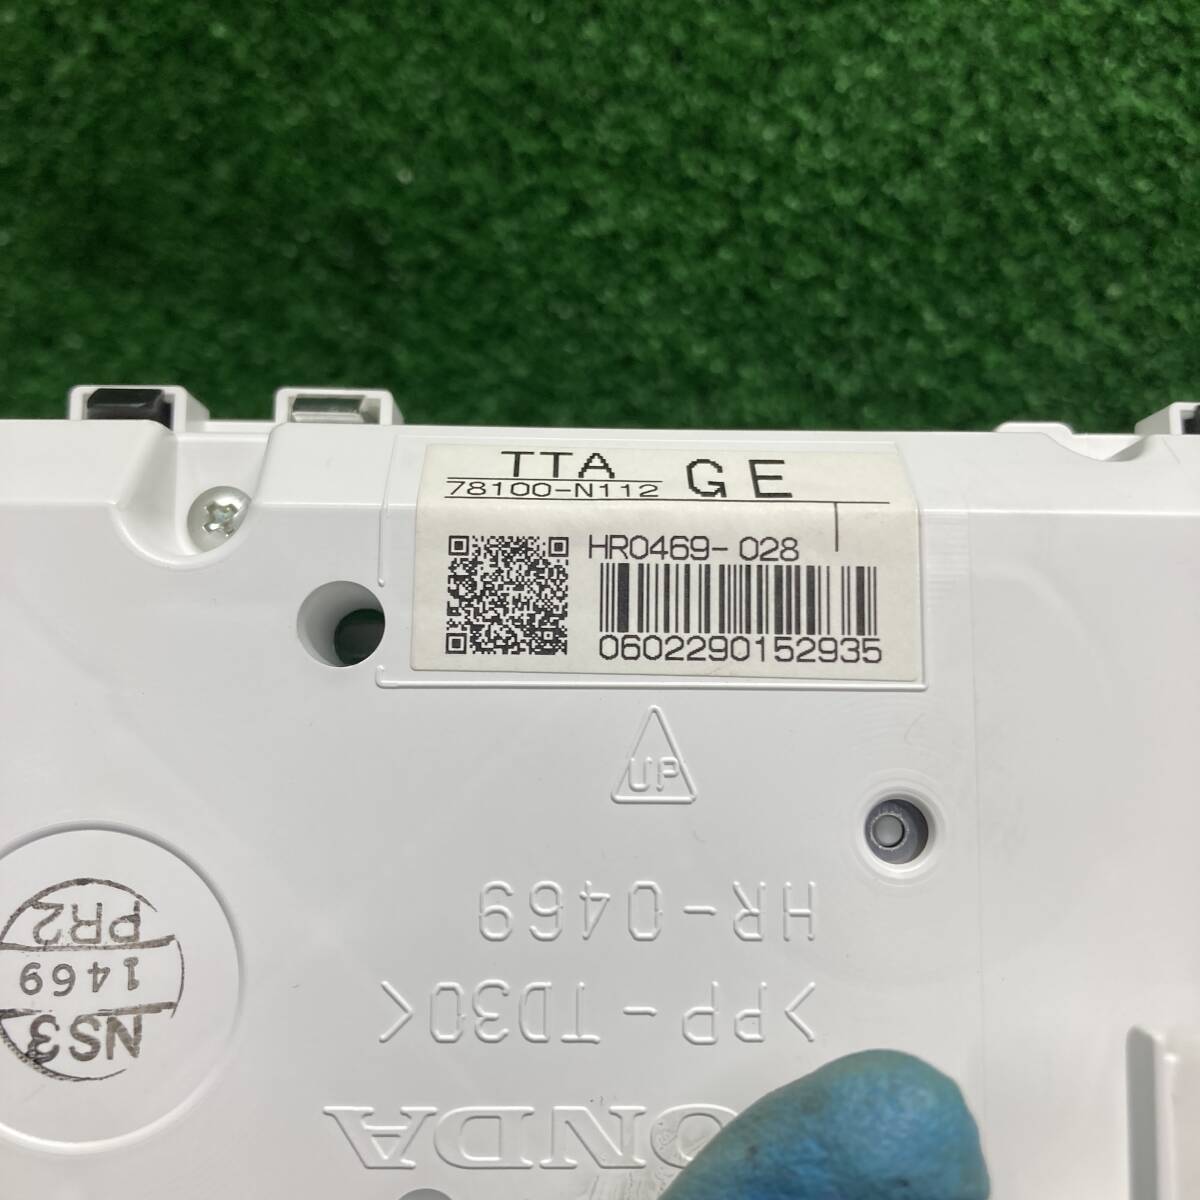 TTA
78100-N112
GE
HR0469-028
0602290152935
UP
HR-0469
>PP-TD30<
ONDA
NS3
1469
PR2